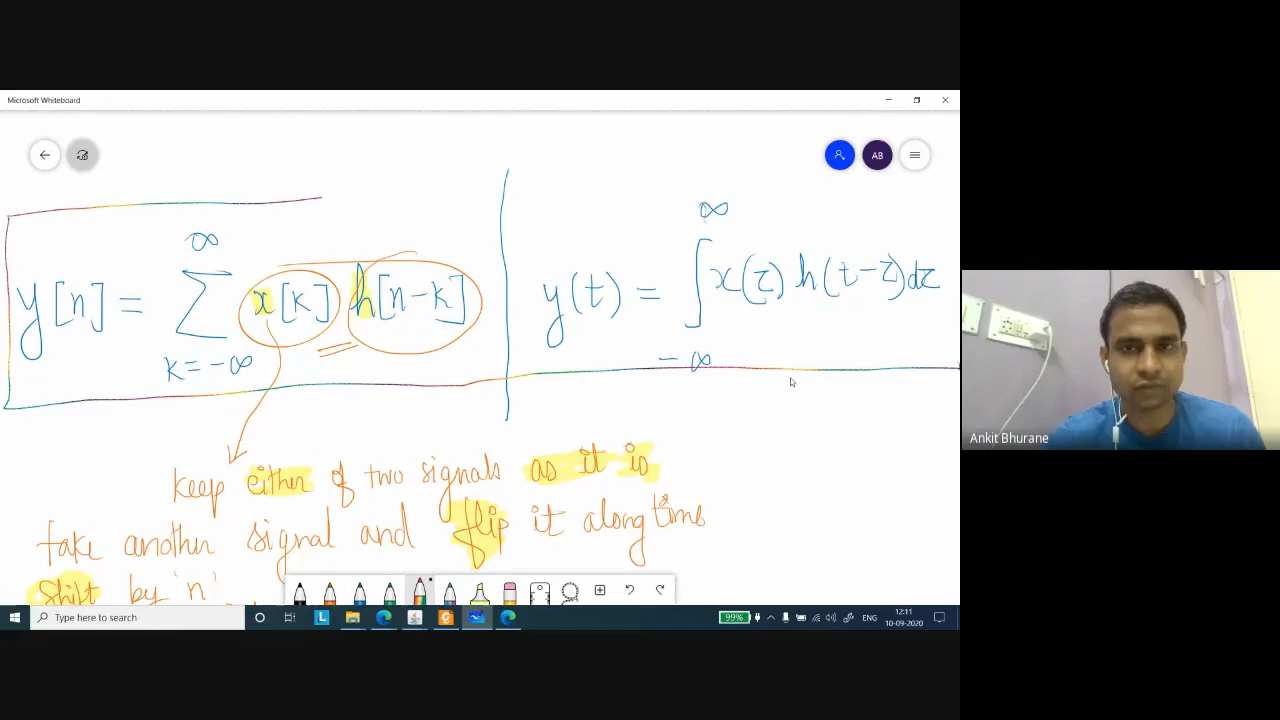 Microsoft Whiteboard
AB
y[n] = ∞ Σ k=-∞ x[k] h[n-k]
y(t) = ∞ ∫ -∞ x(τ) h(t-τ)dτ
keep either of two signals as it is
take another signal and flip it along time
shift by 'n'
Ankit Bhurane
Type here to search
L
99%
ENG
12:11
10-09-2020